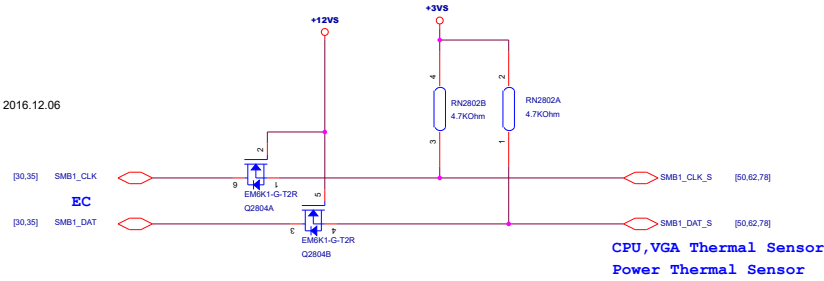 +12VS
+3VS
4
2
RN2802B
4.7KOhm
RN2802A
4.7KOhm
2016.12.06
3
1
2
[30,35] SMB1_CLK
6
1
SMB1_CLK_S [50,62,78]
EM6K1-G-T2R
Q2804A
5
EC
[30,35] SMB1_DAT
3
4
SMB1_DAT_S [50,62,78]
EM6K1-G-T2R
Q2804B
CPU,VGA Thermal Sensor
Power Thermal Sensor